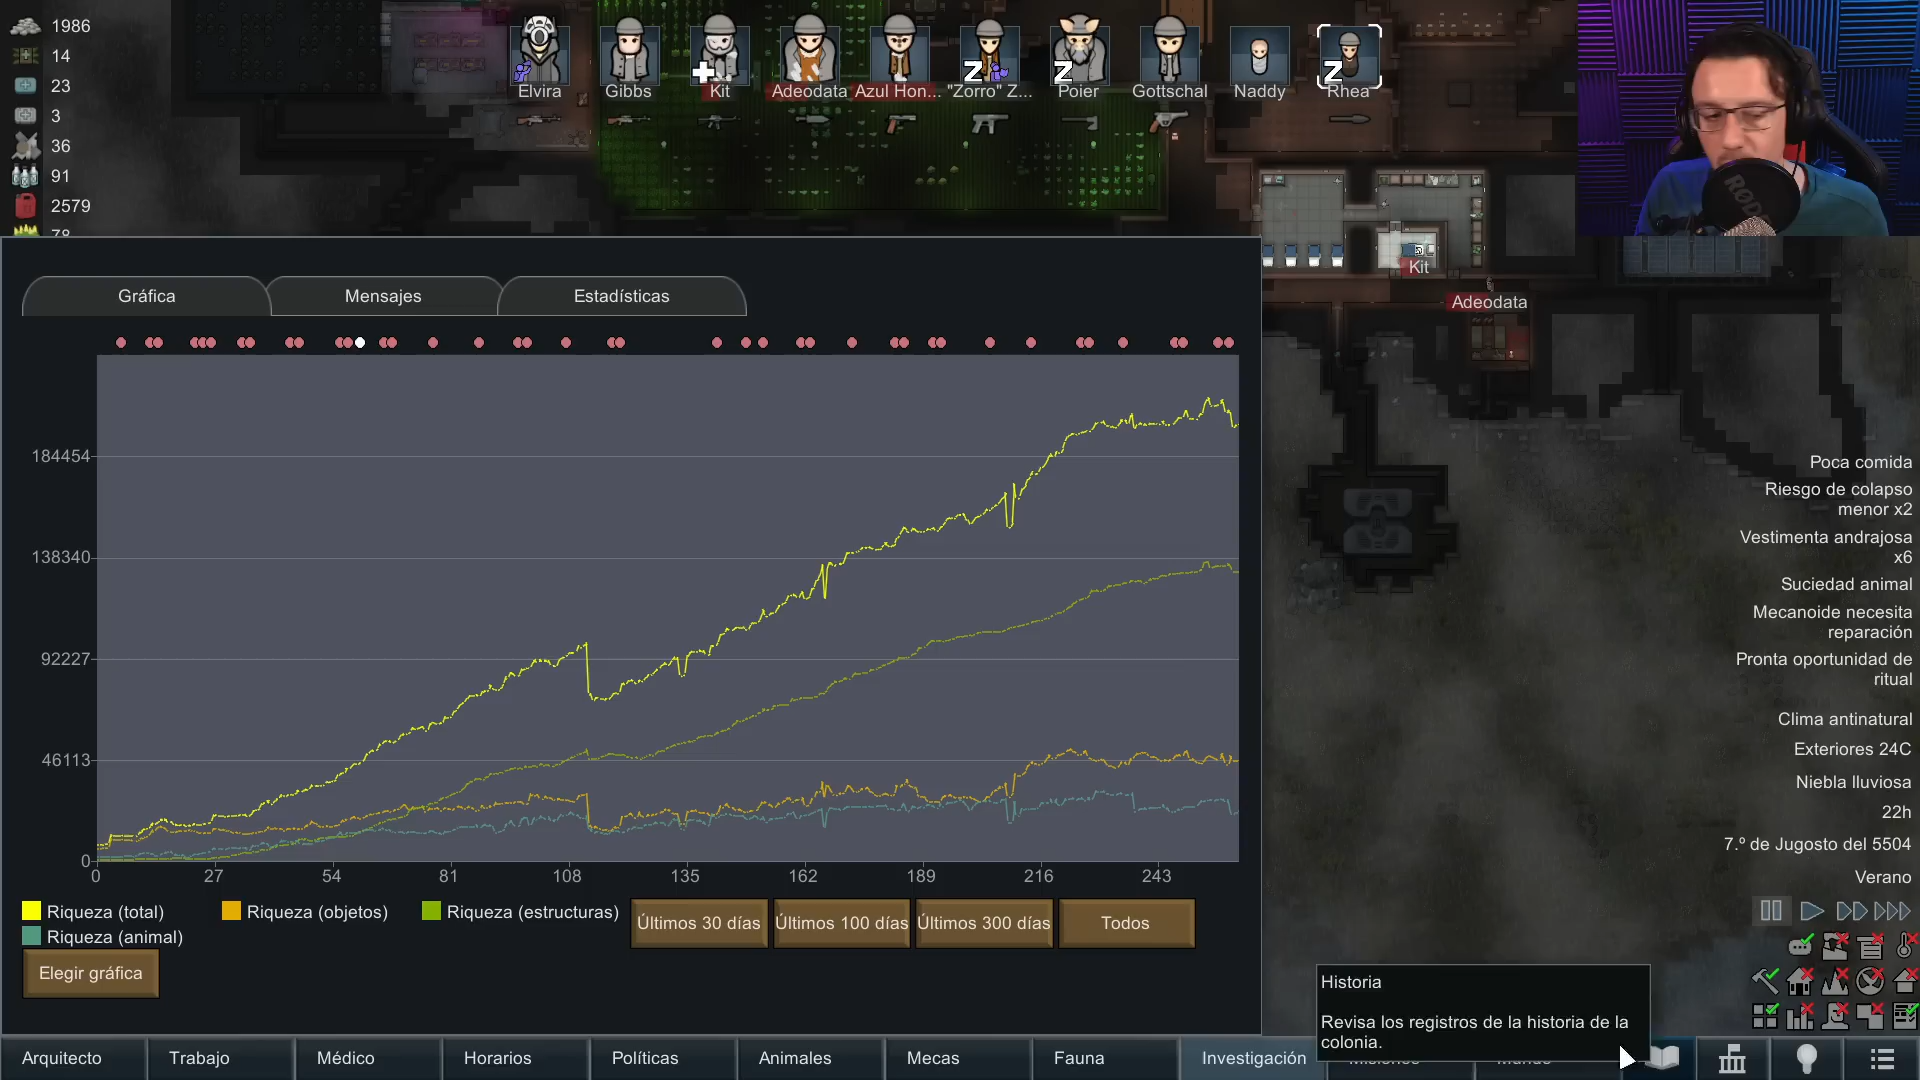 1986
14
23
3
36
91
2579
78
Elvira
Gibbs
Kit
Adeodata
Azul Hon...
"Zorro" Z...
Poier
Gottschal
Naddy
Rhea
Kit
Adeodata
Gráfica
Mensajes
Estadísticas
184454
138340
92227
46113
0
0
27
54
81
108
135
162
189
216
243
Riqueza (total)
Riqueza (objetos)
Riqueza (estructuras)
Riqueza (animal)
Últimos 30 días
Últimos 100 días
Últimos 300 días
Todos
Elegir gráfica
Poca comida
Riesgo de colapso
menor x2
Vestimenta andrajosa
x6
Suciedad animal
Mecanoide necesita
reparación
Pronta oportunidad de
ritual
Clima antinatural
Exteriores 24C
Niebla lluviosa
22h
7.º de Jugosto del 5504
Verano
Historia
Revisa los registros de la historia de la
colonia.
Arquitecto
Trabajo
Médico
Horarios
Políticas
Animales
Mecas
Fauna
Investigación
Misiones
Mundo
RØDE